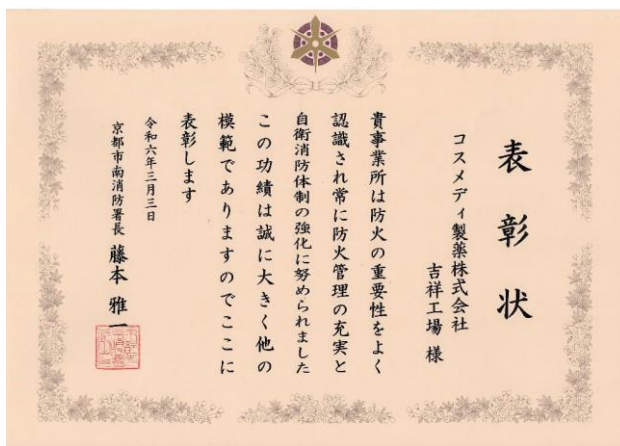 表彰状
コスメディ製薬株式会社
吉祥工場 様
貴事業所は防火の重要性をよく
認識され常に防火管理の充実と
自衛消防体制の強化に努められました
この功績は誠に大きく他の
模範でありますのでここに
表彰します
令和六年三月三日
京都市南消防署長 藤本 雅一